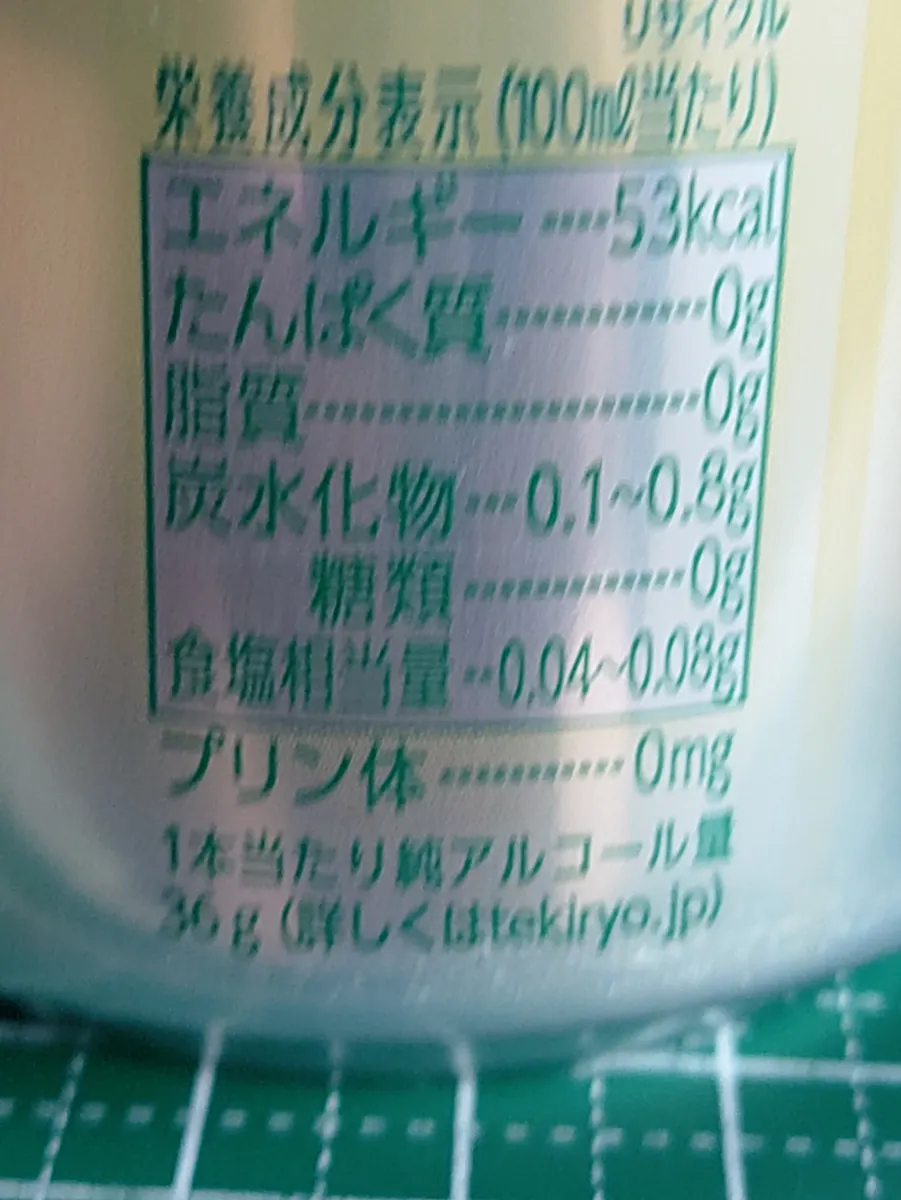 リサイクル
栄養成分表示 (100㎖当たり)
エネルギー ····53kcal
たんぱく質············0g
脂質······················0g
炭水化物···0.1~0.8g
糖類·············0g
食塩相当量··0.04~0.08g
プリン体···········0mg
1本当たり純アルコール量
36g (詳しくはtekiryo.jp)